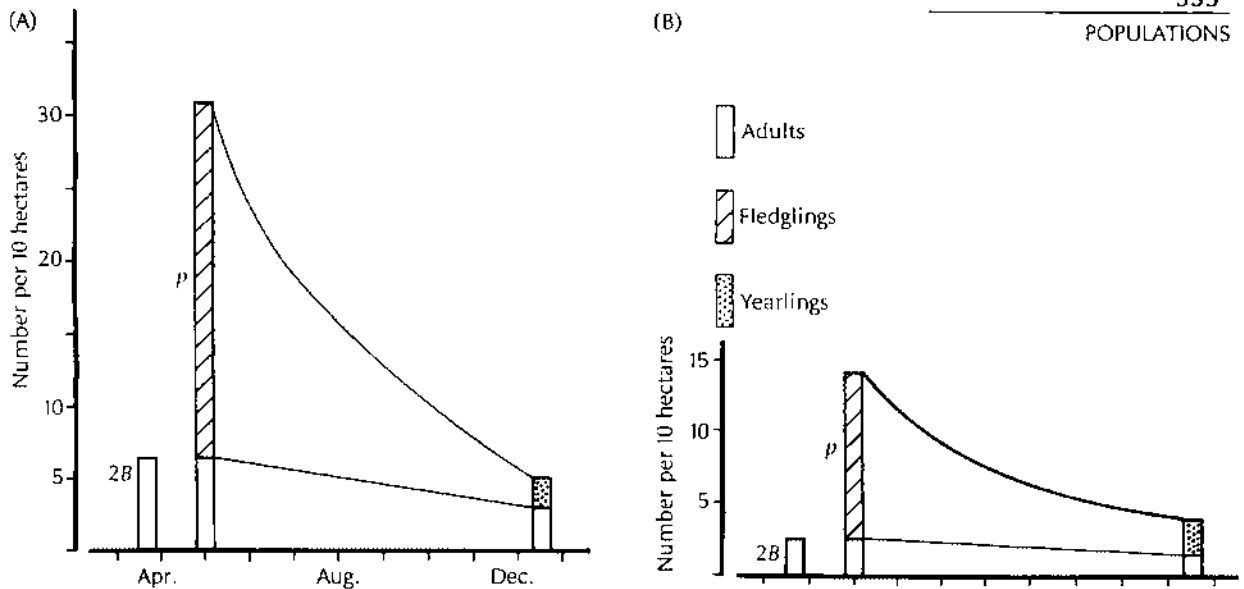 (A)
Number per 10 hectares
30
20
10
5
p
2B
Apr.
Aug.
Dec.
(B)
POPULATIONS
Adults
Fledglings
Yearlings
Number per 10 hectares
15
10
5
p
2B